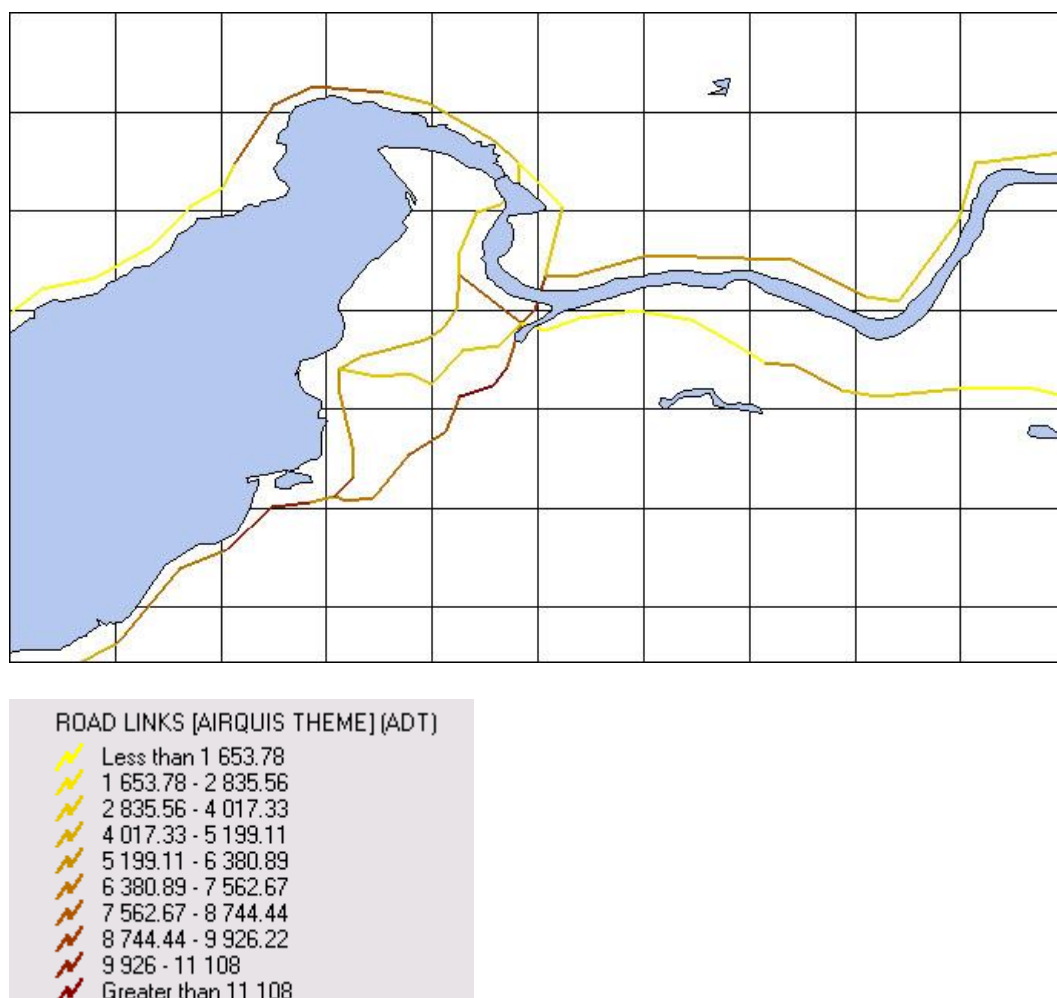 ROAD LINKS [AIRQUIS THEME] (ADT)
Less than 1 653.78
1 653.78 - 2 835.56
2 835.56 - 4 017.33
4 017.33 - 5 199.11
5 199.11 - 6 380.89
6 380.89 - 7 562.67
7 562.67 - 8 744.44
8 744.44 - 9 926.22
9 926 - 11 108
Greater than 11 108